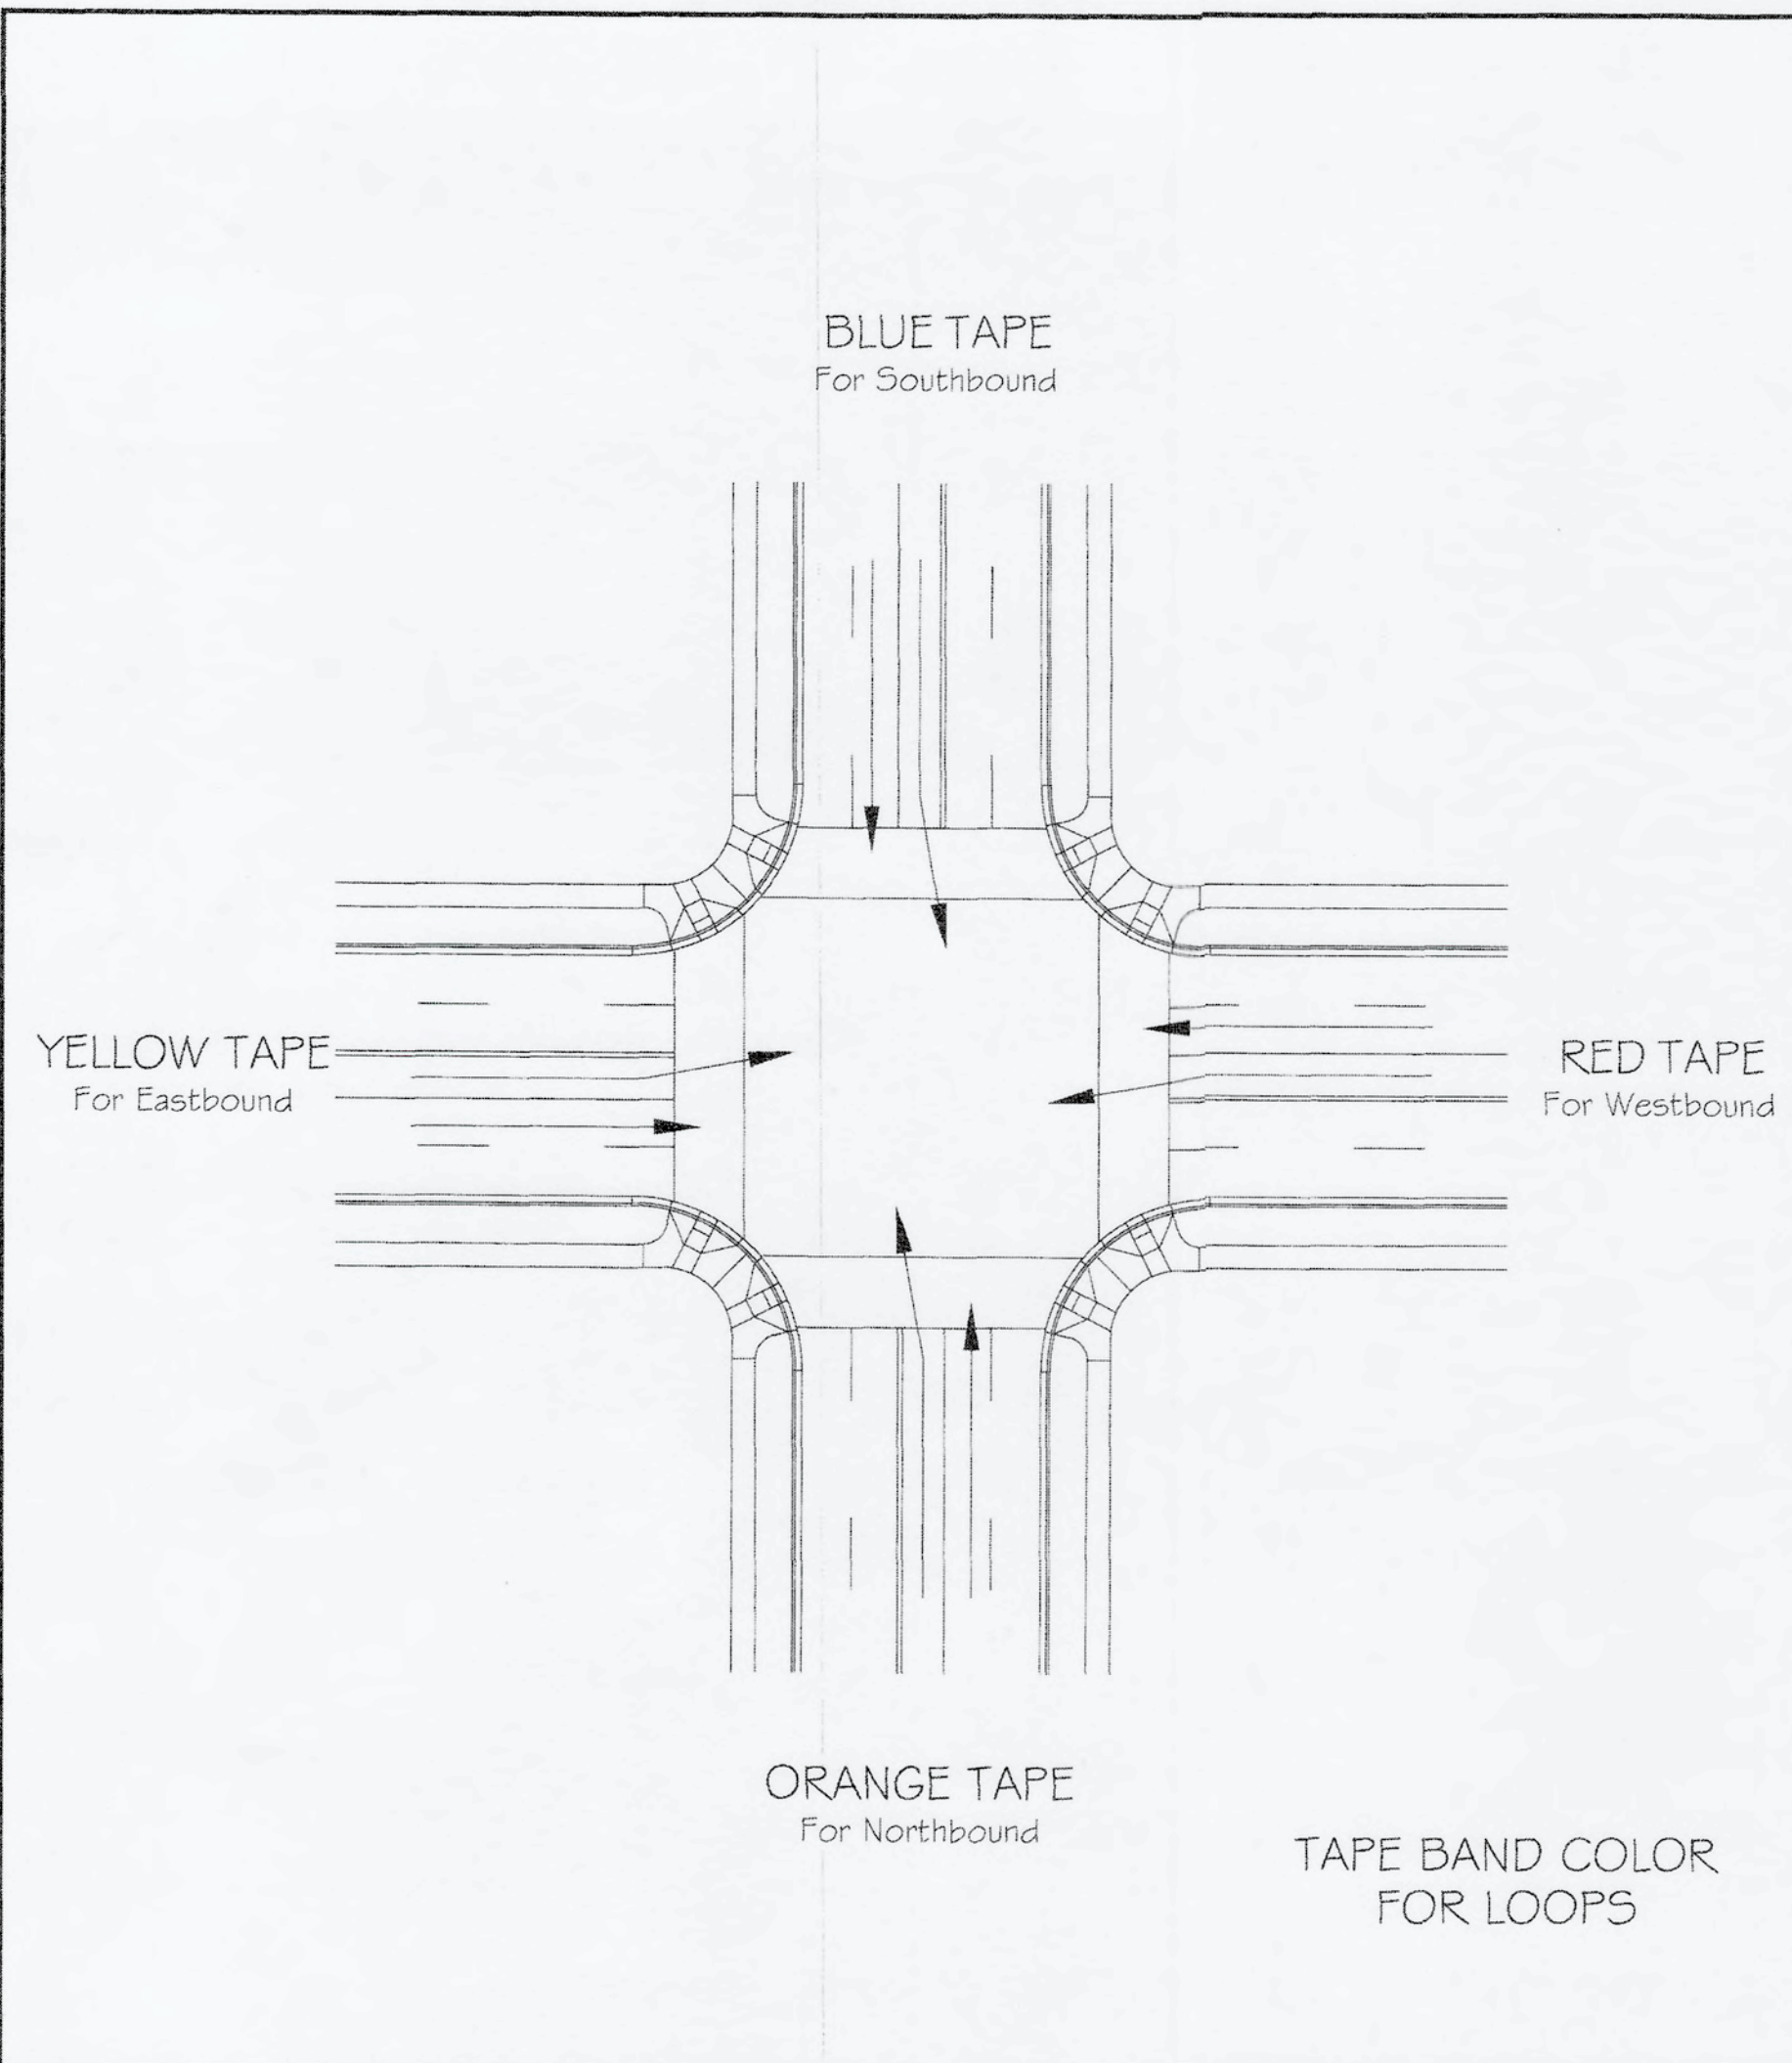 BLUE TAPE
For Southbound
YELLOW TAPE
For Eastbound
RED TAPE
For Westbound
ORANGE TAPE
For Northbound
TAPE BAND COLOR
FOR LOOPS